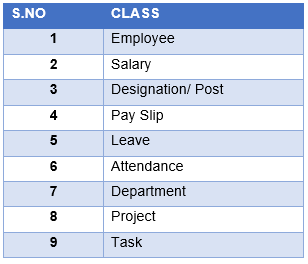 S.NO CLASS
1 Employee
2 Salary
3 Designation/ Post
4 Pay Slip
5 Leave
6 Attendance
7 Department
8 Project
9 Task